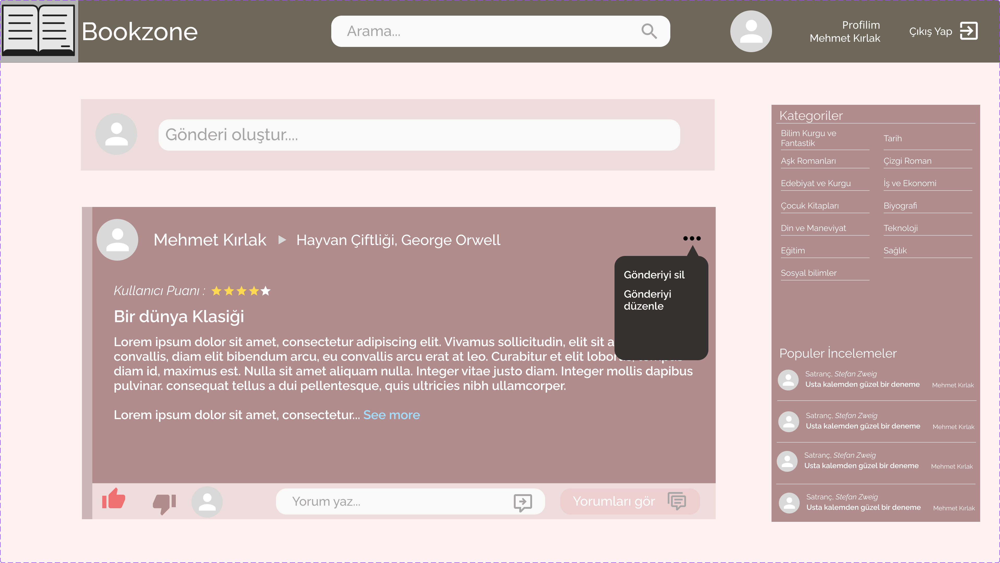 Bookzone
Arama...
Profilim
Mehmet Kırlak
Çıkış Yap
Gönderi oluştur....
Mehmet Kırlak
Hayvan Çiftliği, George Orwell
Gönderiyi sil
Gönderiyi
düzenle
Kullanıcı Puanı :
Bir dünya Klasiği
Lorem ipsum dolor sit amet, consectetur adipiscing elit. Vivamus sollicitudin, elit sit a
convallis, diam elit bibendum arcu, eu convallis arcu erat at leo. Curabitur et elit
diam id, maximus est. Nulla sit amet aliquam nulla. Integer vitae justo diam. Integer mollis dapibus
pulvinar. consequat tellus a dui pellentesque, quis ultricies nibh ullamcorper.
Lorem ipsum dolor sit amet, consectetur... See more
Yorum yaz...
Yorumları gör
Kategoriler
Bilim Kurgu ve
Fantastik
Tarih
Aşk Romanları
Çizgi Roman
Edebiyat ve Kurgu
İş ve Ekonomi
Çocuk Kitapları
Biyografi
Din ve Maneviyat
Teknoloji
Eğitim
Sağlık
Sosyal bilimler
Populer İncelemeler
Satranç, Stefan Zweig
Usta kalemden güzel bir deneme
Mehmet Kırlak
Satranç, Stefan Zweig
Usta kalemden güzel bir deneme
Mehmet Kırlak
Satranç, Stefan Zweig
Usta kalemden güzel bir deneme
Mehmet Kırlak
Satranç, Stefan Zweig
Usta kalemden güzel bir deneme
Mehmet Kırlak